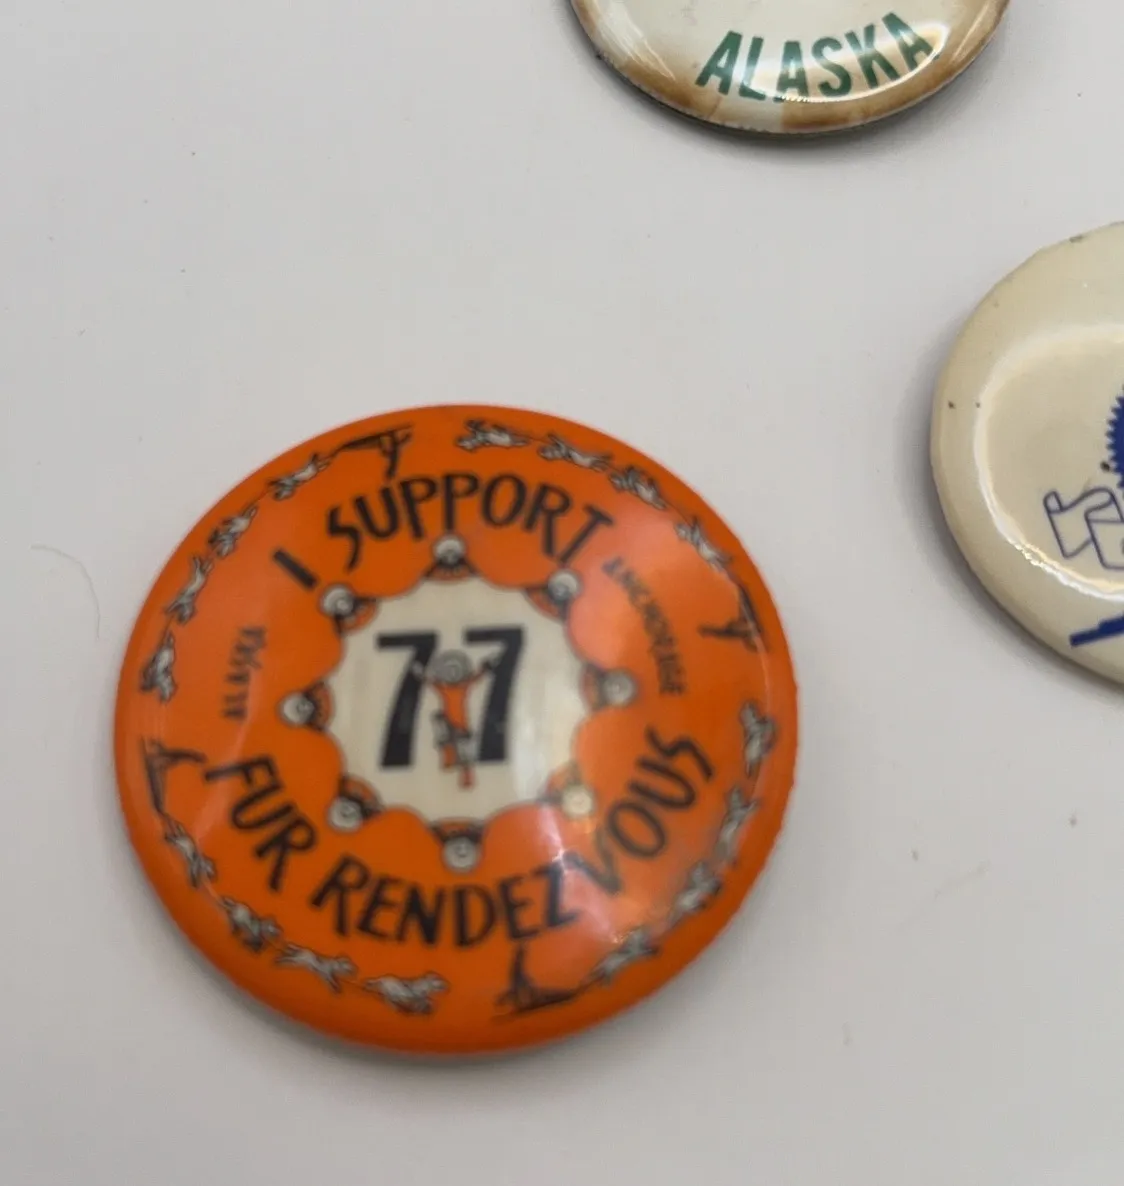 ALASKA
I SUPPORT
ANCHORAGE
ALASKA
77
FUR RENDEZVOUS